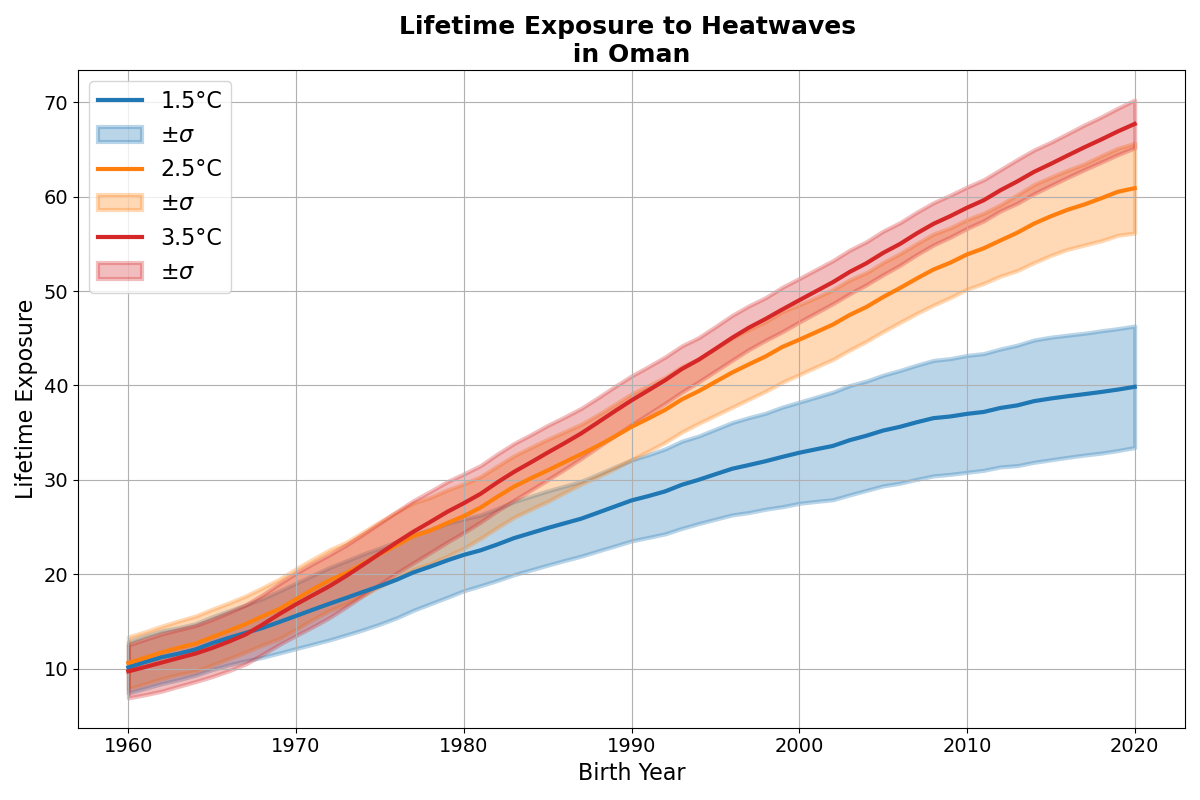 Lifetime Exposure to Heatwaves
in Oman
1.5°C
±σ
2.5°C
±σ
3.5°C
±σ
Lifetime Exposure
70
60
50
40
30
20
10
1960 1970 1980 1990 2000 2010 2020
Birth Year